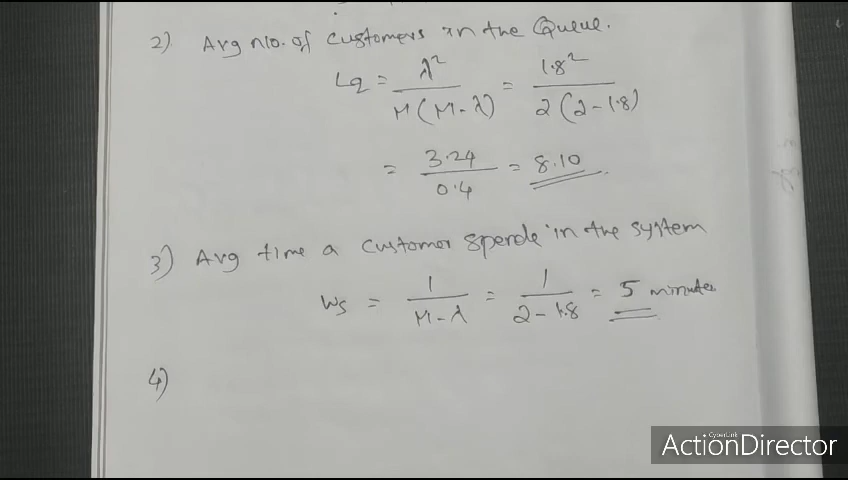 2) Avg no. of customers in the Queue.
Lq = λ² / μ(μ-λ) = 1.8² / 2(2-1.8)
= 3.24 / 0.4 = 8.10
3) Avg time a customer spends in the system
Ws = 1 / μ-λ = 1 / 2-1.8 = 5 minutes.
4)
CyberLink
ActionDirector